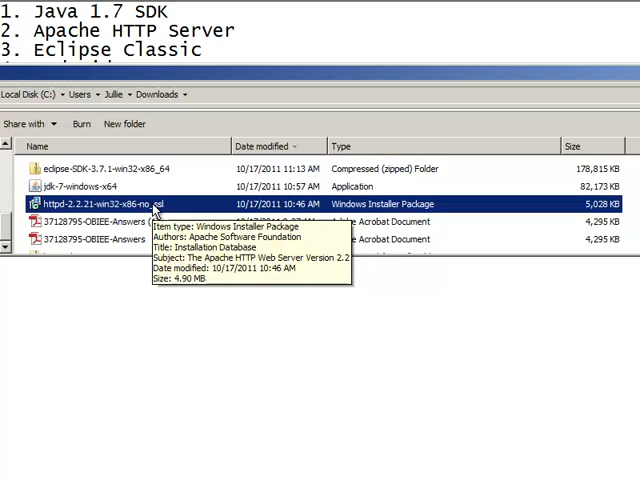 1. Java 1.7 SDK
2. Apache HTTP Server
3. Eclipse Classic
Local Disk (C:) Users Jullie Downloads
Share with Burn New folder
Name Date modified Type Size
eclipse-SDK-3.7.1-win32-x86_64 10/17/2011 11:13 AM Compressed (zipped) Folder 178,815 KB
jdk-7-windows-x64 10/17/2011 10:57 AM Application 82,173 KB
httpd-2.2.21-win32-x86-no_ssl 10/17/2011 10:46 AM Windows Installer Package 5,028 KB
37128795-OBIEE-Answers Acrobat Document 4,295 KB
37128795-OBIEE-Answers Acrobat Document 4,295 KB
Item type: Windows Installer Package
Authors: Apache Software Foundation
Title: Installation Database
Subject: The Apache HTTP Web Server Version 2.2
Date modified: 10/17/2011 10:46 AM
Size: 4.90 MB